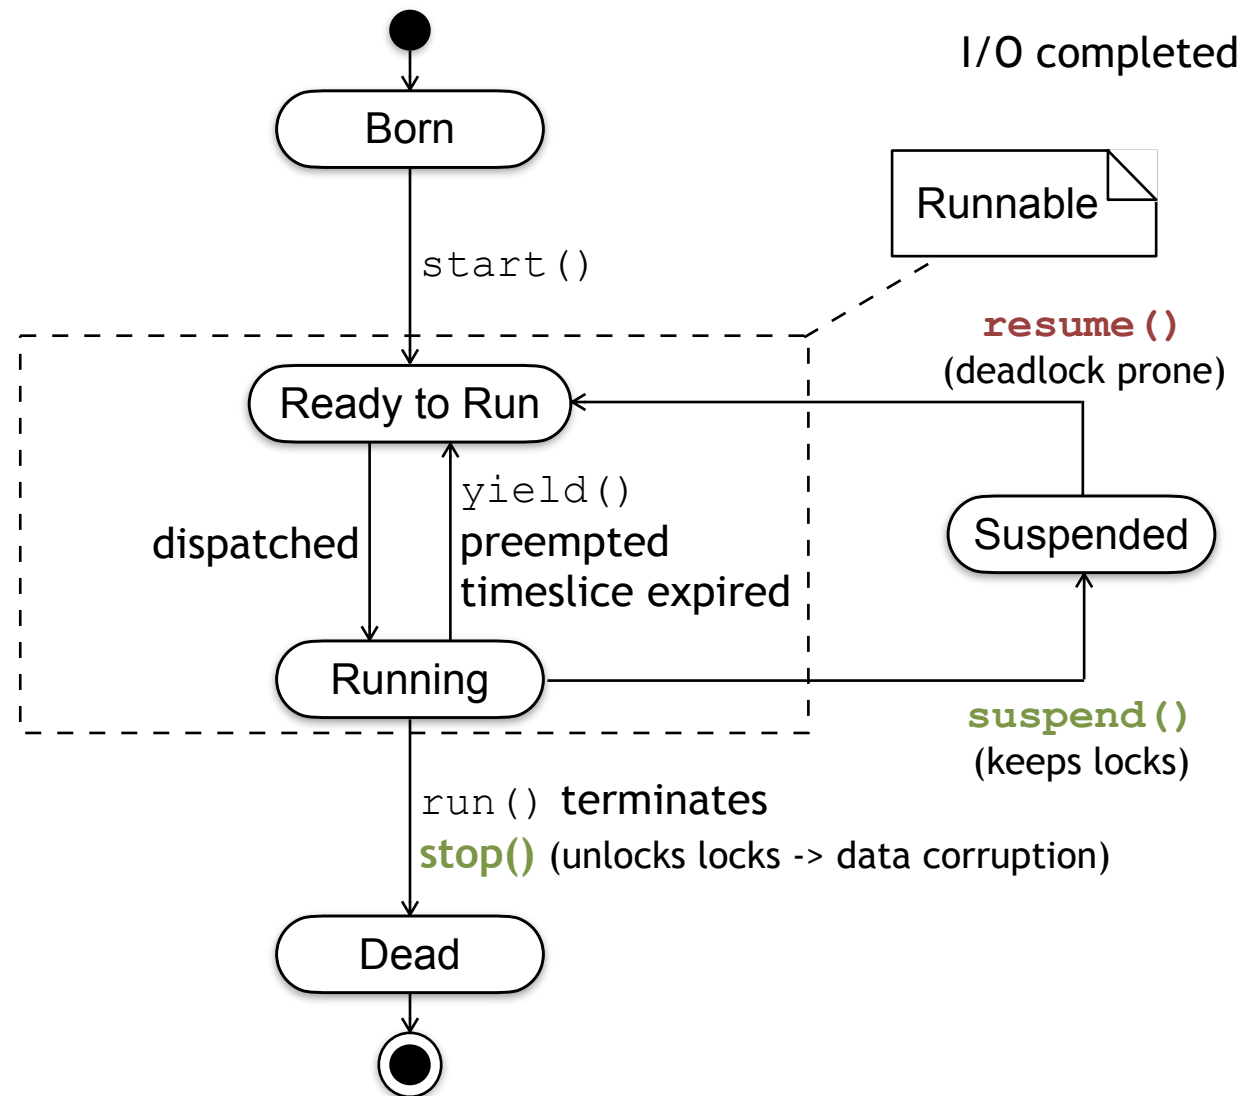 I/O completed
Born
Runnable
start()
resume()
(deadlock prone)
Ready to Run
yield()
dispatched
preempted
timeslice expired
Suspended
Running
suspend()
(keeps locks)
run() terminates
stop() (unlocks locks -> data corruption)
Dead